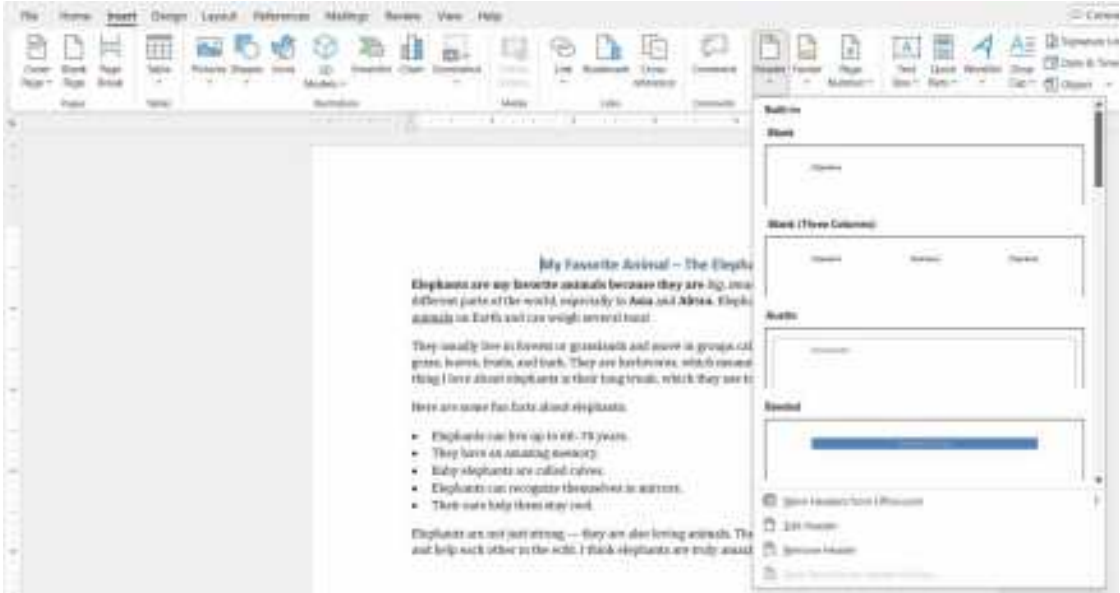 File Home Insert Design Layout References Mailings Review View Help
Cover Page Blank Page Page Break Table Pictures Shapes Icons 3D Models Chart Screenshot Link Bookmark Cross-reference Comment Header Footer Page Number Text Box Quick Parts WordArt Drop Cap Signature Date & Time Object
Pages Tables Illustrations Media Links Comments
Built-in
Blank
Blank (Three Columns)
Austin
Banded
More Headers from Office.com
Edit Header
Remove Header
My Favorite Animal – The
Elephants are my favorite animals because they are big,
different parts of the world, especially in Asia and Africa.
animals on Earth and can weigh several tons!
They usually live in forests or grasslands and move in groups
grass, leaves, fruits, and bark. They are herbivores, which
thing I love about elephants is their long trunk, which they use
Here are some fun facts about elephants:
• Elephants can live up to 60–70 years.
• They have an amazing memory.
• Baby elephants are called calves.
• Elephants can recognize themselves in mirrors.
• Their ears help them stay cool.
Elephants are not just strong — they are also loving animals.
and help each other in the wild. I think elephants are truly